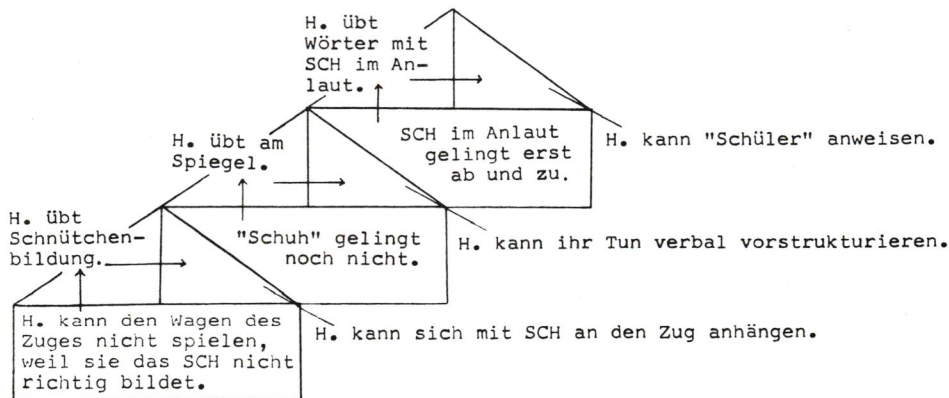 H. übt
Wörter mit
SCH im An-
laut.
SCH im Anlaut
gelingt erst
ab und zu.
H. kann "Schüler" anweisen.
H. übt am
Spiegel.
"Schuh" gelingt
noch nicht.
H. kann ihr Tun verbal vorstrukturieren.
H. übt
Schnütchen-
bildung.
H. kann den Wagen des
Zuges nicht spielen,
weil sie das SCH nicht
richtig bildet.
H. kann sich mit SCH an den Zug anhängen.